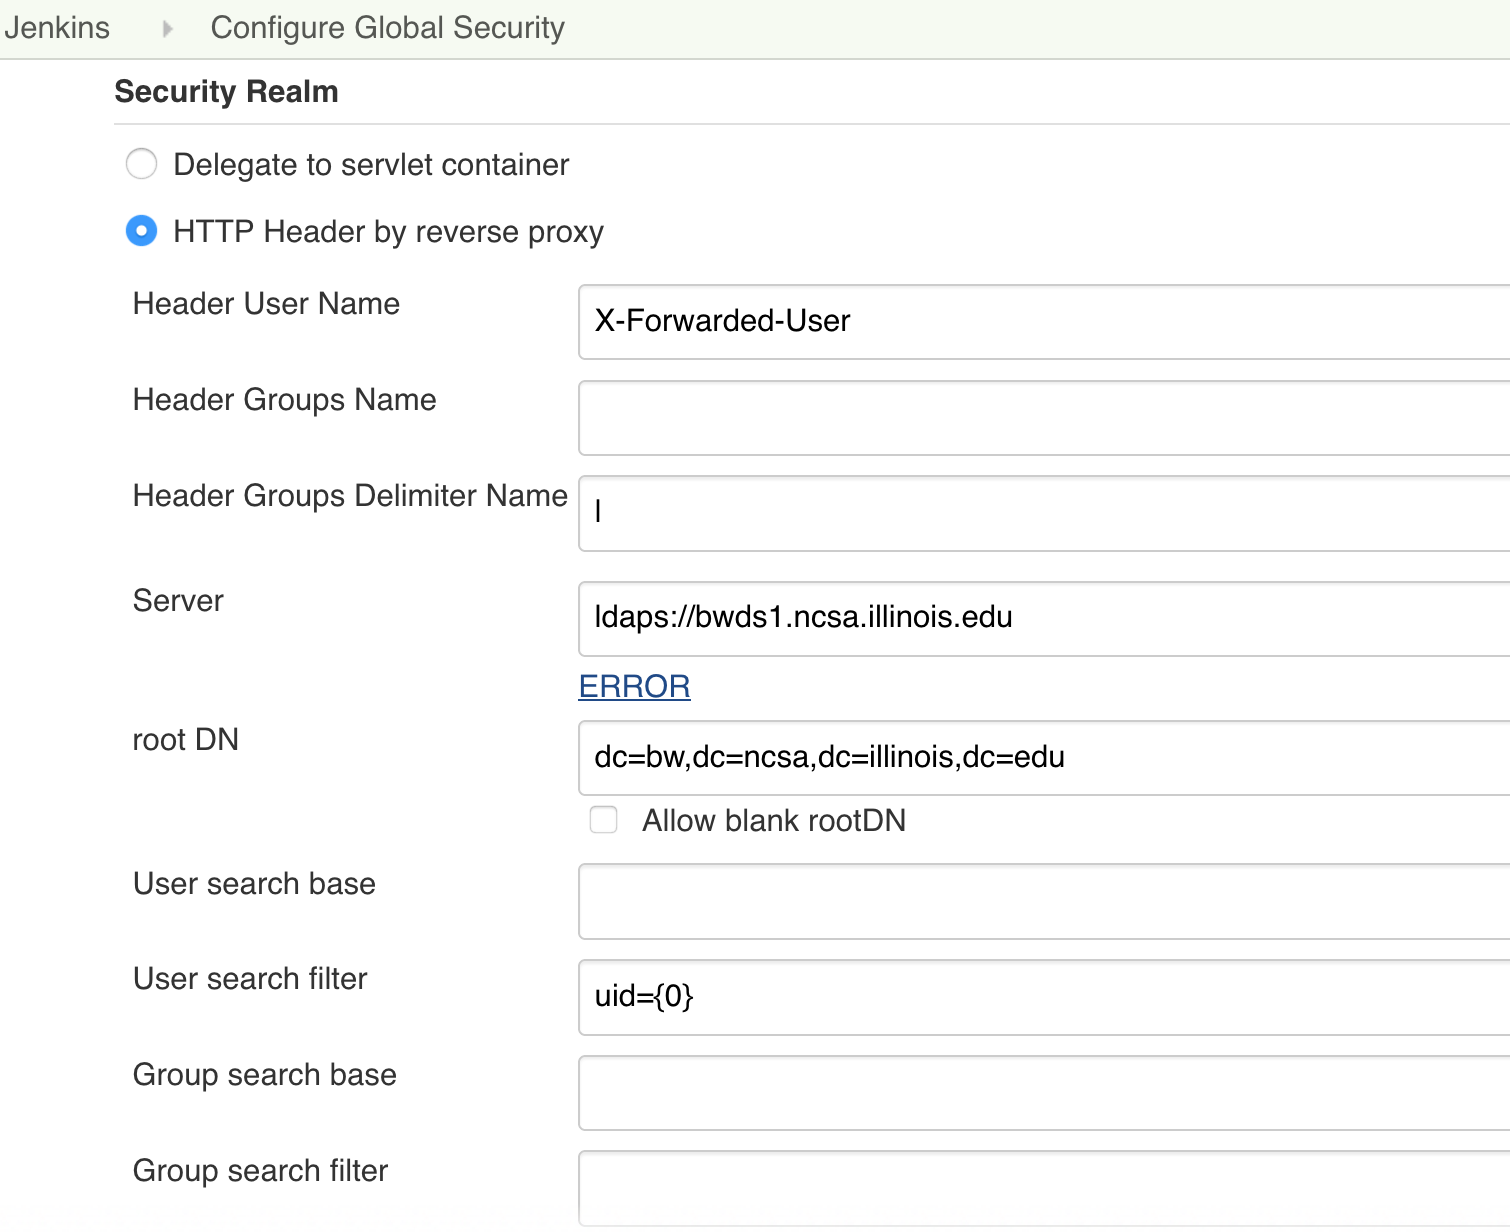 Jenkins Configure Global Security
Security Realm
Delegate to servlet container
HTTP Header by reverse proxy
Header User Name X-Forwarded-User
Header Groups Name
Header Groups Delimiter Name |
Server ldaps://bwds1.ncsa.illinois.edu
ERROR
root DN dc=bw,dc=ncsa,dc=illinois,dc=edu
Allow blank rootDN
User search base
User search filter uid={0}
Group search base
Group search filter